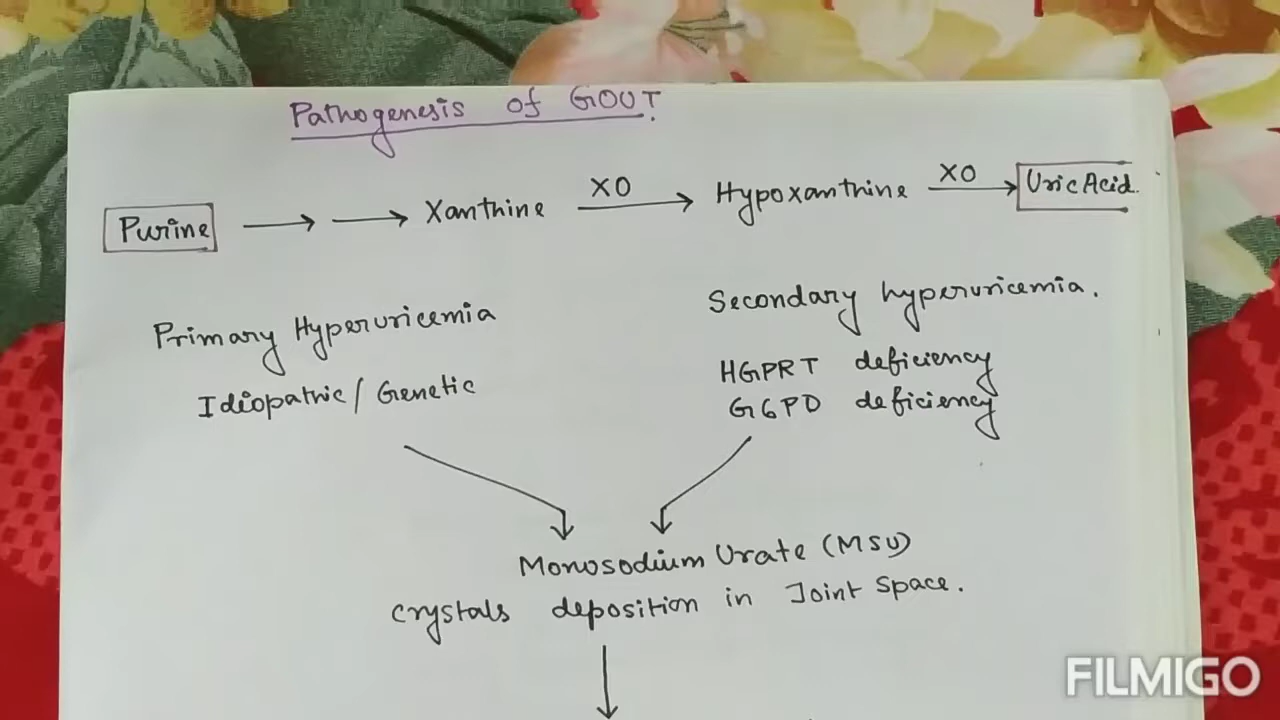 Pathogenesis of GOUT.
Purine → → Xanthine XO → Hypoxanthine XO → Uric Acid.
Primary Hyperuricemia
Idiopathic / Genetic
Secondary hyperuricemia.
HGPRT deficiency
G6PD deficiency
Monosodium Urate (MSU)
crystals deposition in Joint Space.
FILMIGO